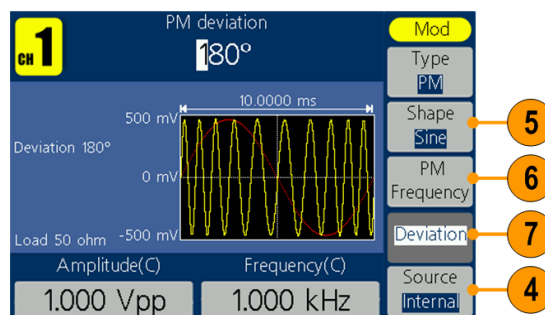 CH 1
PM deviation
180°
10.0000 ms
500 mV
Deviation 180°
0 mV
Load 50 ohm
-500 mV
Amplitude(C)
1.000 Vpp
Frequency(C)
1.000 kHz
Mod
Type
PM
Shape
Sine
5
PM
Frequency
6
Deviation
7
Source
Internal
4